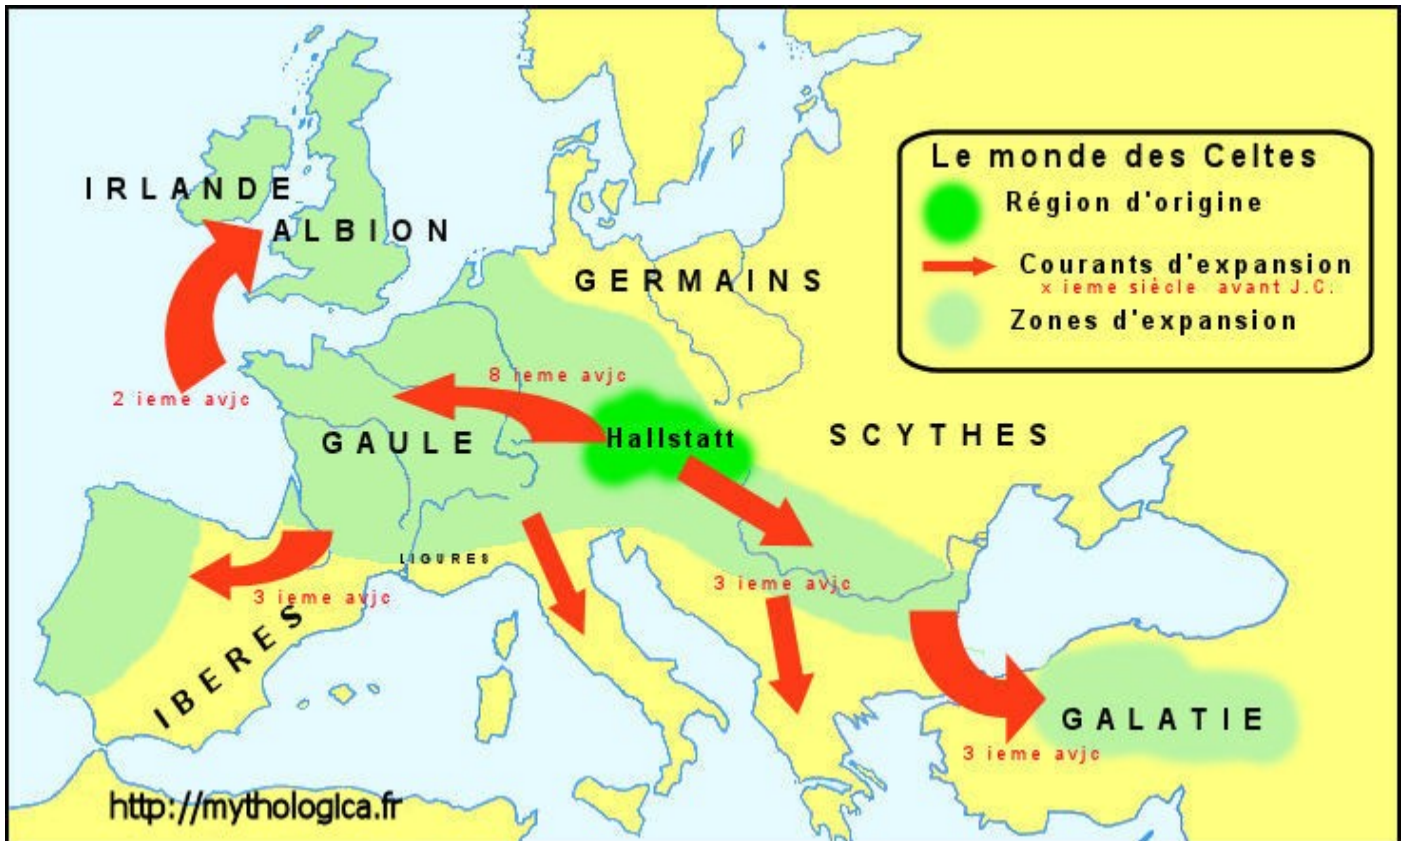 Le monde des Celtes
Région d'origine
Courants d'expansion
x ieme siècle avant J.C.
Zones d'expansion
IRLANDE
ALBION
GERMAINS
2 ieme avjc
8 ieme avjc
GAULE
Hallstatt
SCYTHES
LIGURES
3 ieme avjc
3 ieme avjc
IBERES
GALATIE
3 ieme avjc
http://mythologica.fr